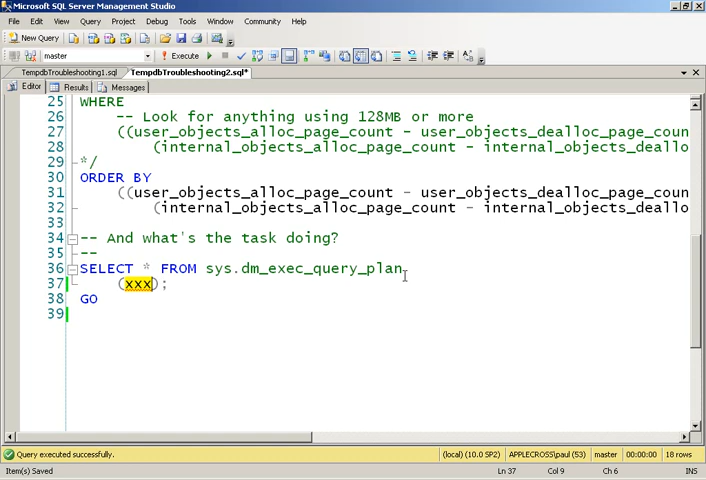 Microsoft SQL Server Management Studio
File Edit View Query Project Debug Tools Window Community Help
New Query
master Execute
TempdbTroubleshooting1.sql TempdbTroubleshooting2.sql*
Editor Results Messages
25 WHERE
26 -- Look for anything using 128MB or more
27 ((user_objects_alloc_page_count - user_objects_dealloc_page_coun
28 (internal_objects_alloc_page_count - internal_objects_deallo
29 */
30 ORDER BY
31 ((user_objects_alloc_page_count - user_objects_dealloc_page_coun
32 (internal_objects_alloc_page_count - internal_objects_deallo
33
34 -- And what's the task doing?
35 --
36 SELECT * FROM sys.dm_exec_query_plan
37 (xxx);
38 GO
39
Query executed successfully. (local) (10.0 SP2) APPLECROSS\paul (53) master 00:00:00 18 rows
Item(s) Saved Ln 37 Col 9 Ch 6 INS